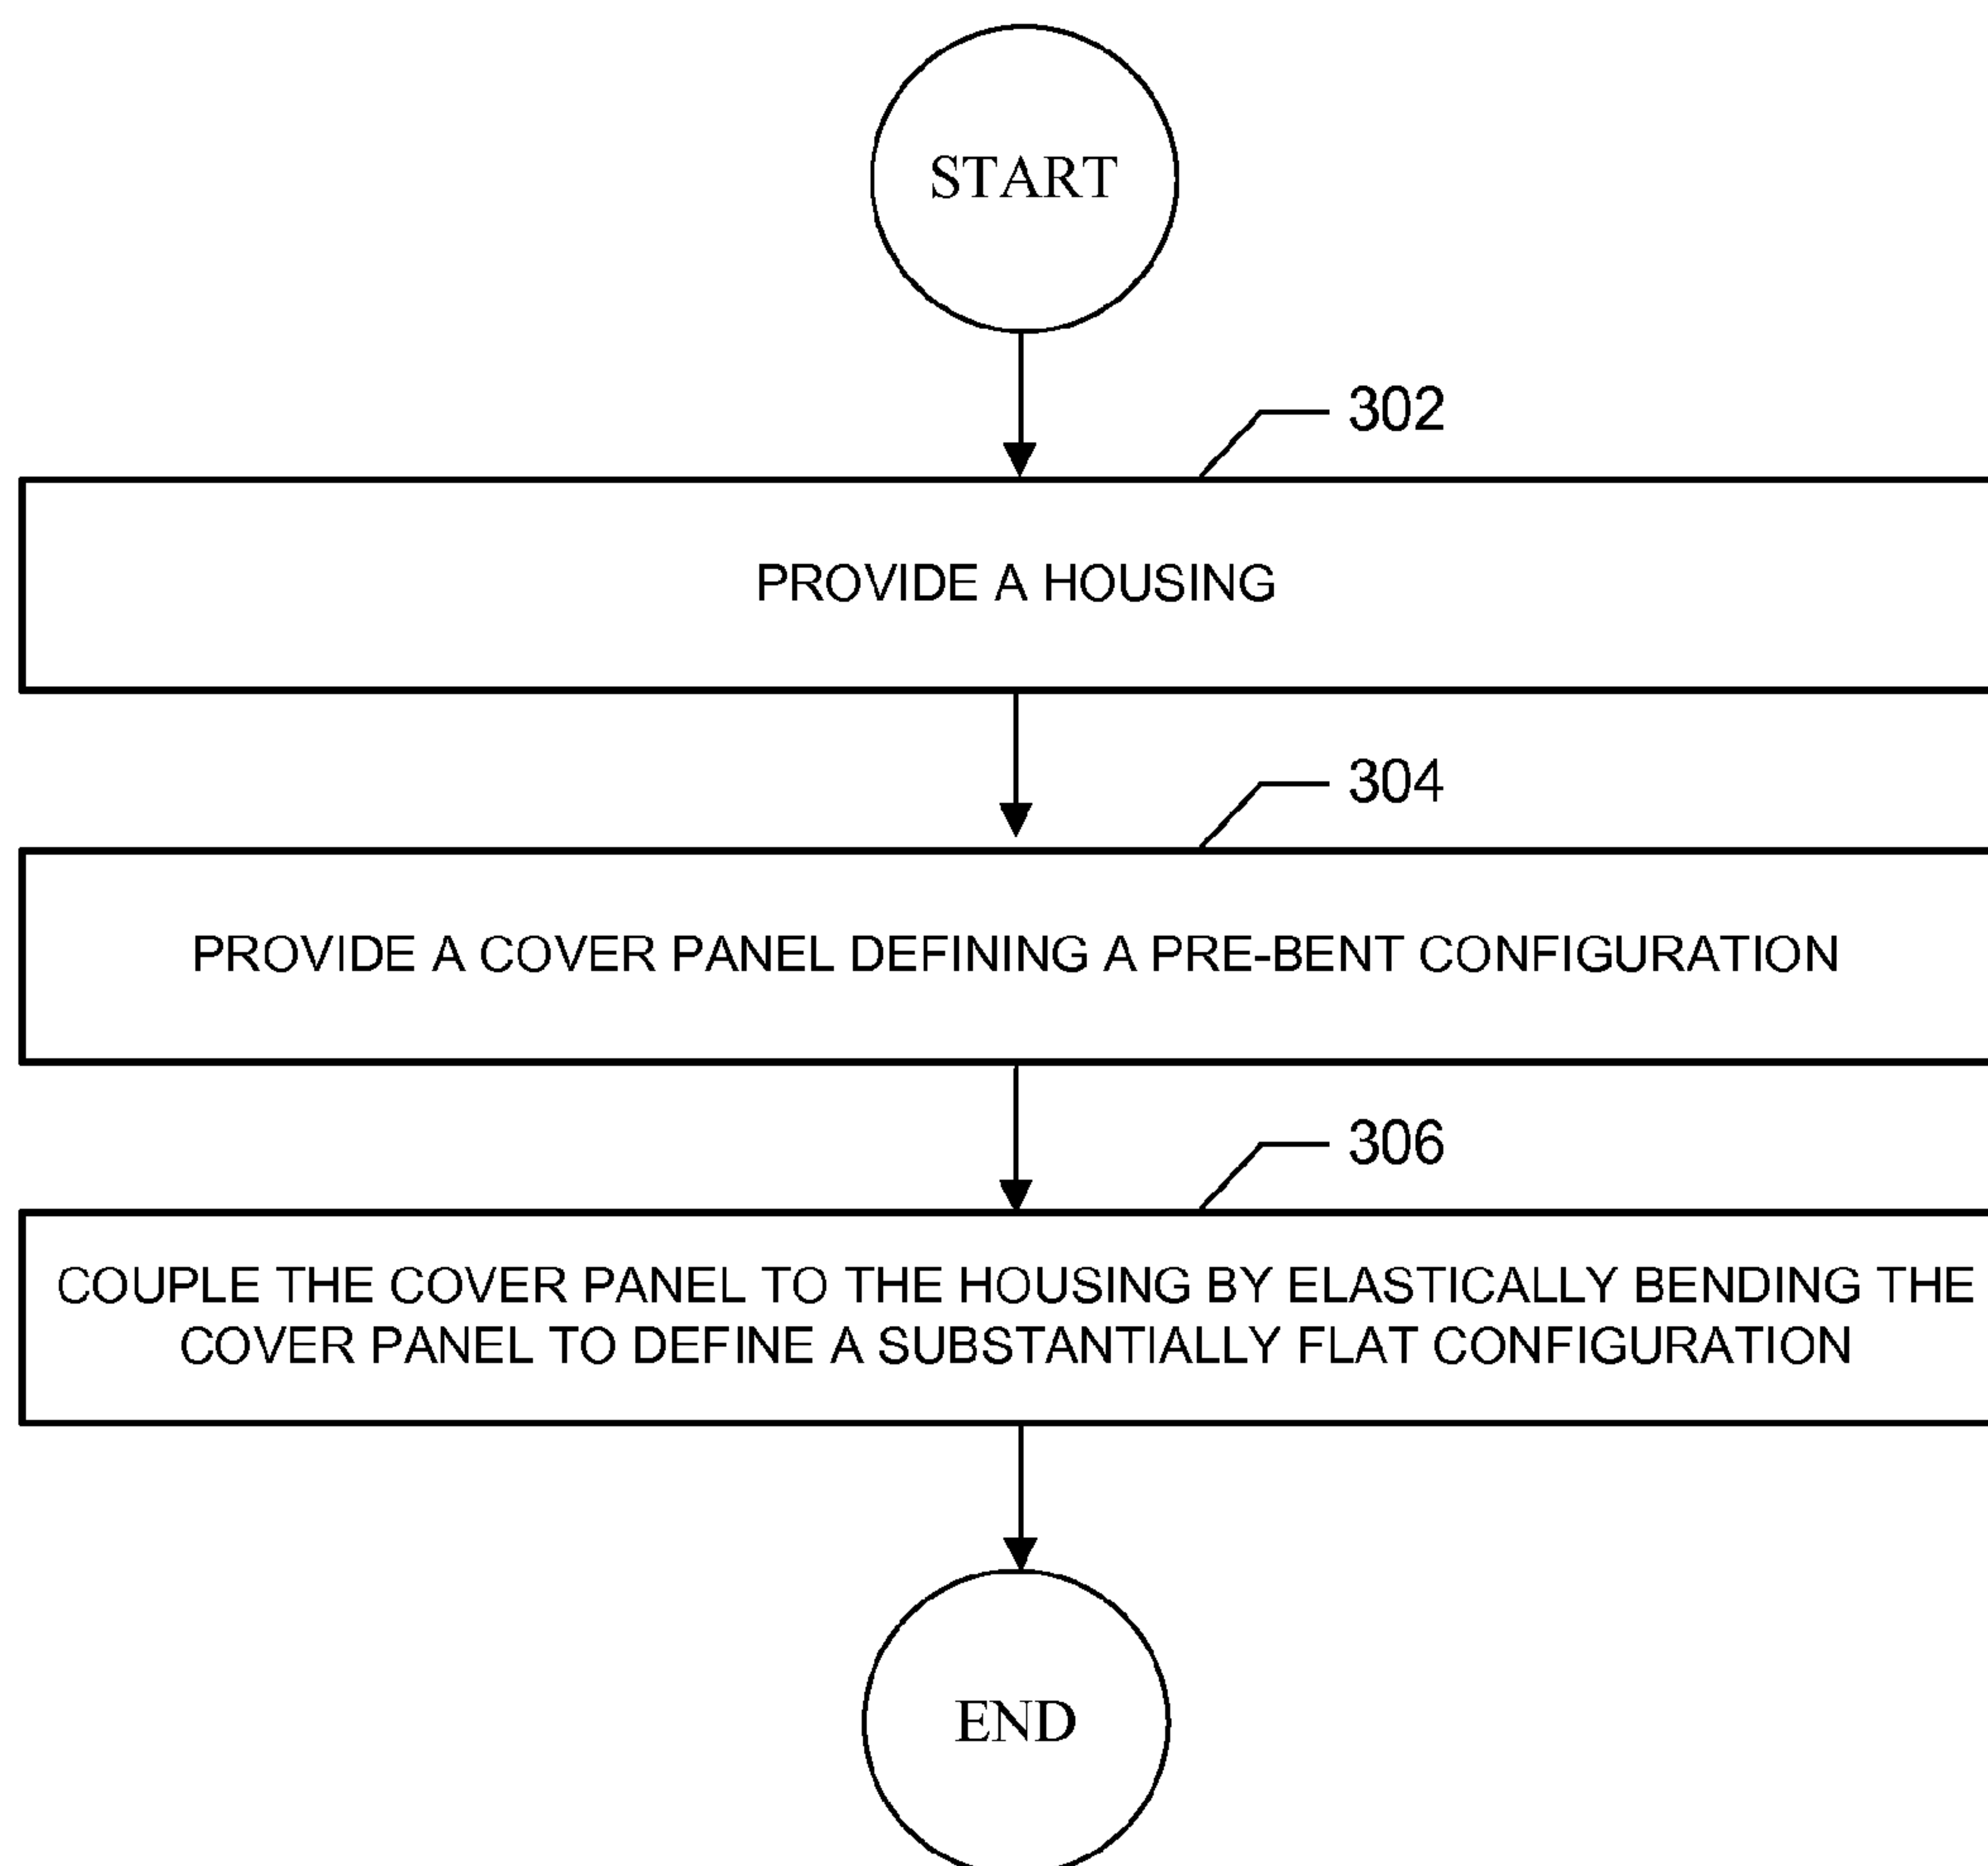 START
302
PROVIDE A HOUSING
304
PROVIDE A COVER PANEL DEFINING A PRE-BENT CONFIGURATION
306
COUPLE THE COVER PANEL TO THE HOUSING BY ELASTICALLY BENDING THE
COVER PANEL TO DEFINE A SUBSTANTIALLY FLAT CONFIGURATION
END